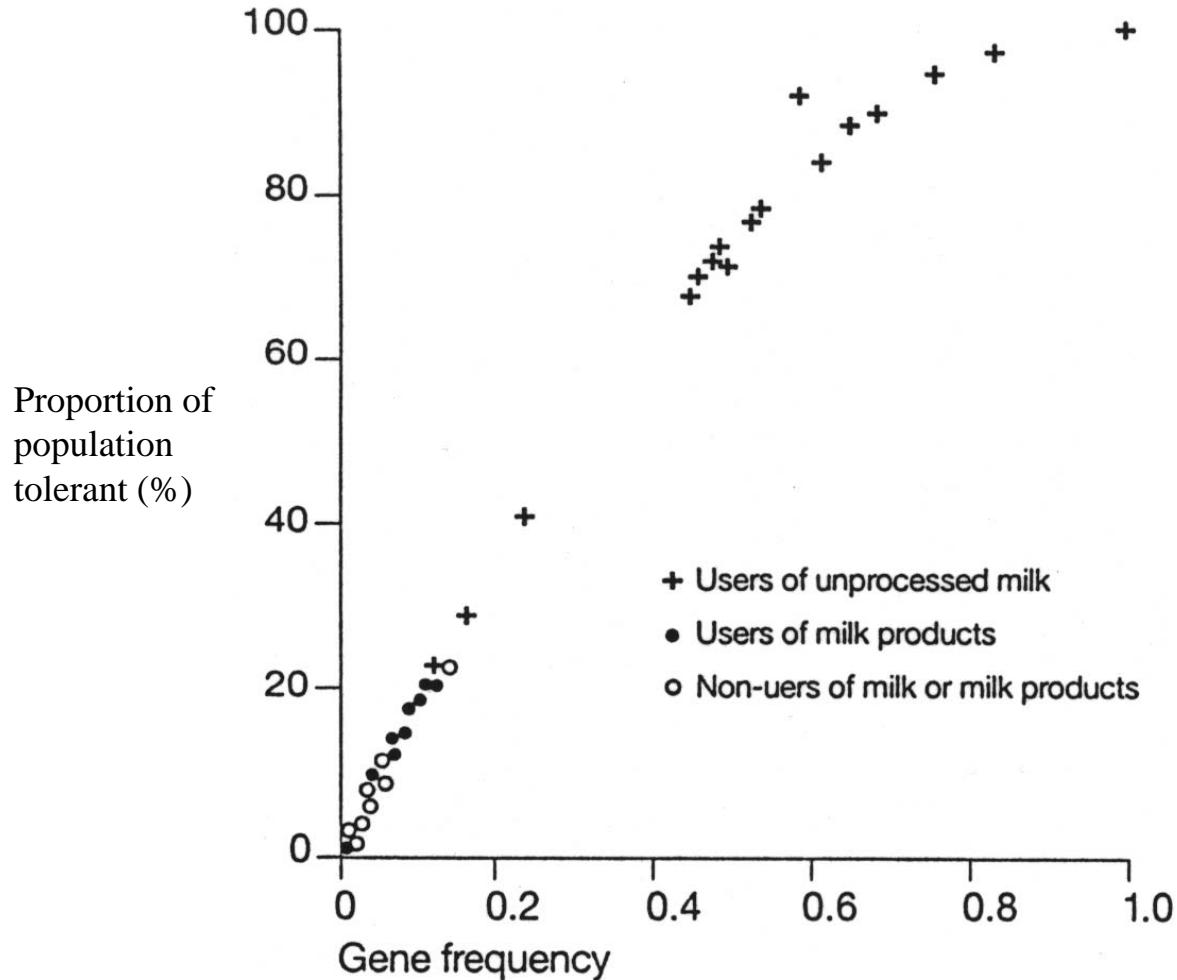 100
80
60
Proportion of
population
tolerant (%)
40
+ Users of unprocessed milk
● Users of milk products
20
○ Non-uers of milk or milk products
0
0 0.2 0.4 0.6 0.8 1.0
Gene frequency